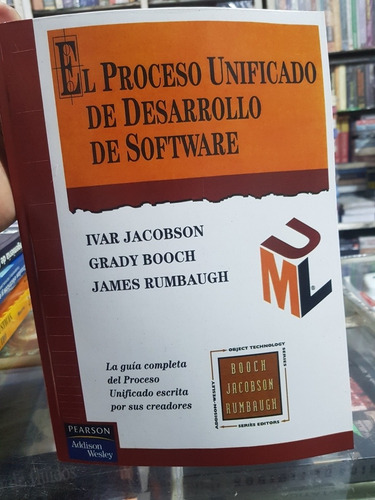 EL PROCESO UNIFICADO
DE DESARROLLO
DE SOFTWARE
IVAR JACOBSON
GRADY BOOCH
JAMES RUMBAUGH
UML®
La guía completa
del Proceso
Unificado escrita
por sus creadores
OBJECT TECHNOLOGY
SERIES
ADDISON-WESLEY
BOOCH
JACOBSON
RUMBAUGH
SERIES EDITORS
PEARSON
Addison
Wesley